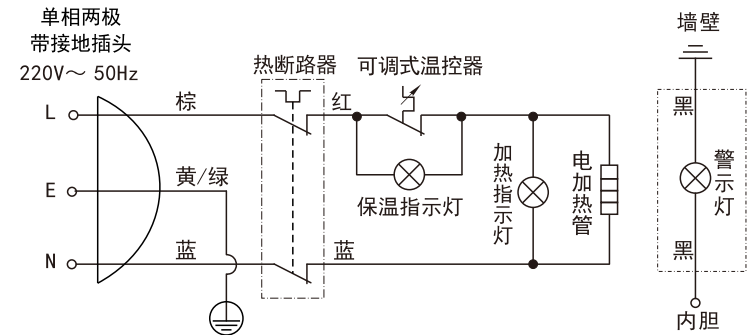 单相两极
带接地插头
220V～ 50Hz
L
棕
热断路器
红
可调式温控器
保温指示灯
加热指示灯
电加热管
E
黄/绿
N
蓝
蓝
墙壁
黑
警示灯
黑
内胆